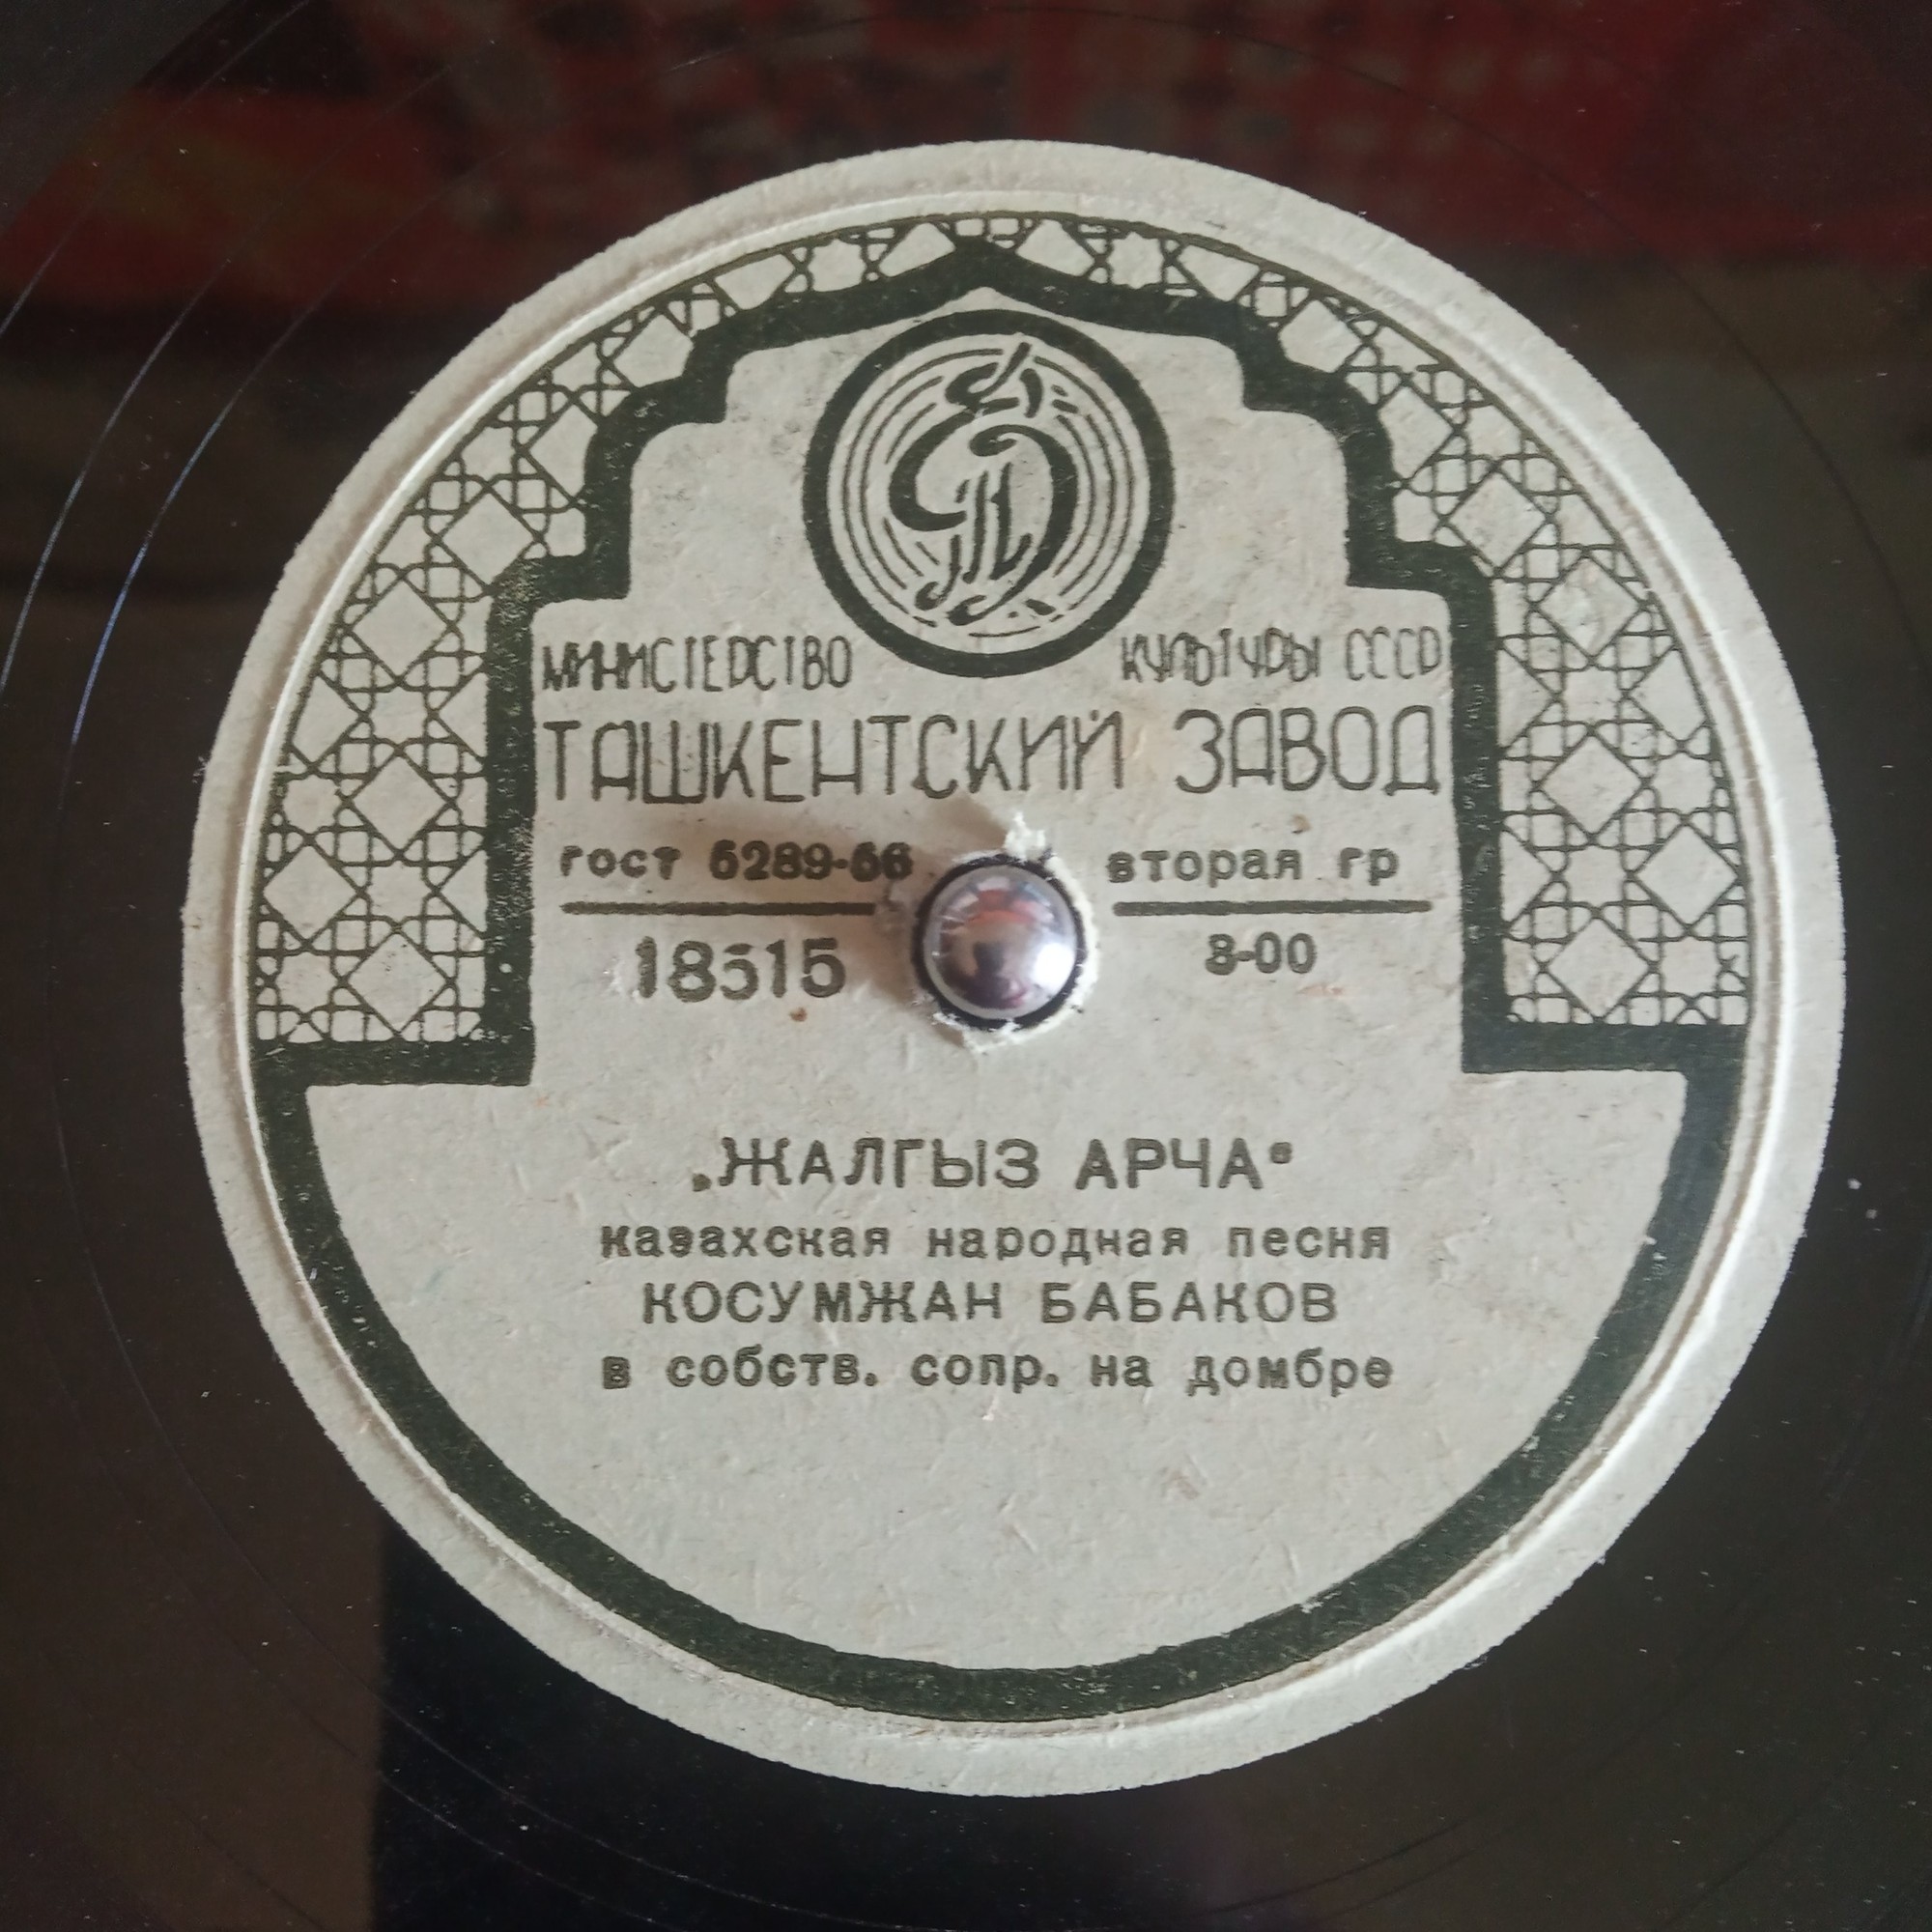 МИНИСТЕРСТВО КУЛЬТУРЫ СССР
ТАШКЕНТСКИЙ ЗАВОД
гост 5289-56 вторая гр
18515 8-00
„ЖАЛГЫЗ АРЧА“
казахская народная песня
КОСУМЖАН БАБАКОВ
в собств. сопр. на домбре